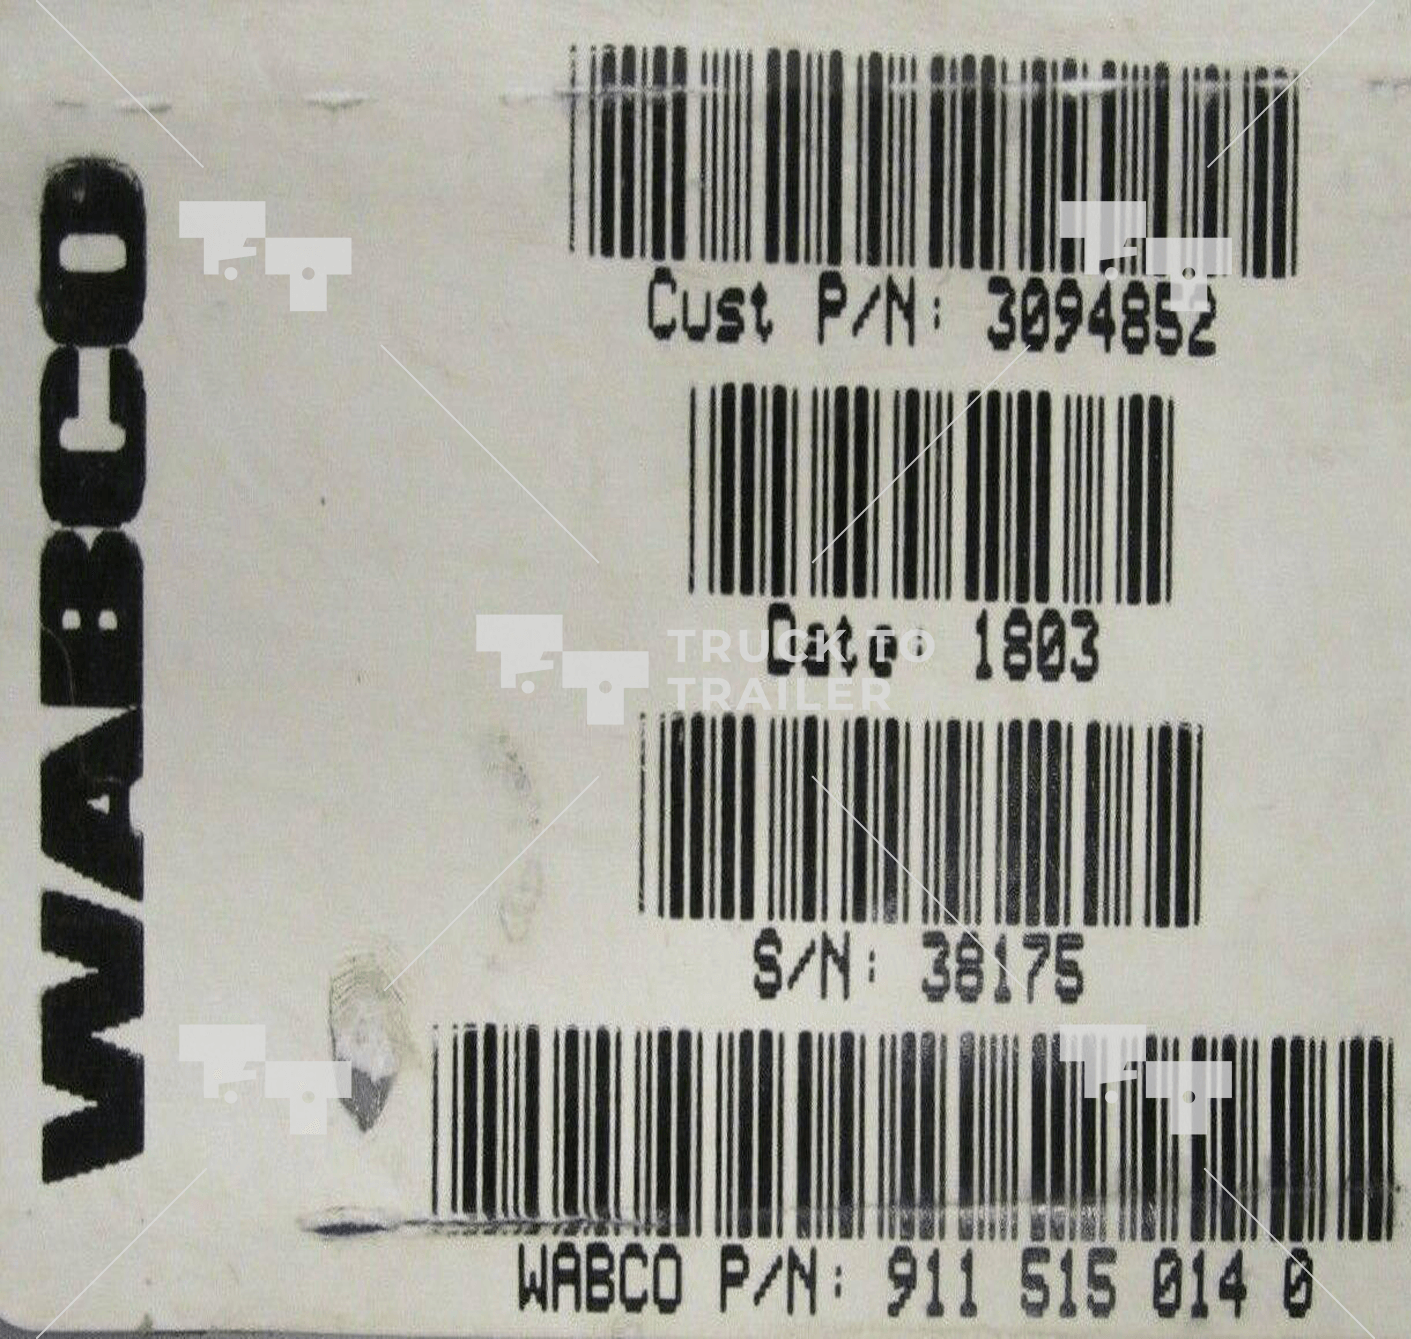 WABCO
Cust P/N: 3094852
Date: 1803
TRUCK TO
TRAILER
S/N: 38175
WABCO P/N: 911 515 014 0